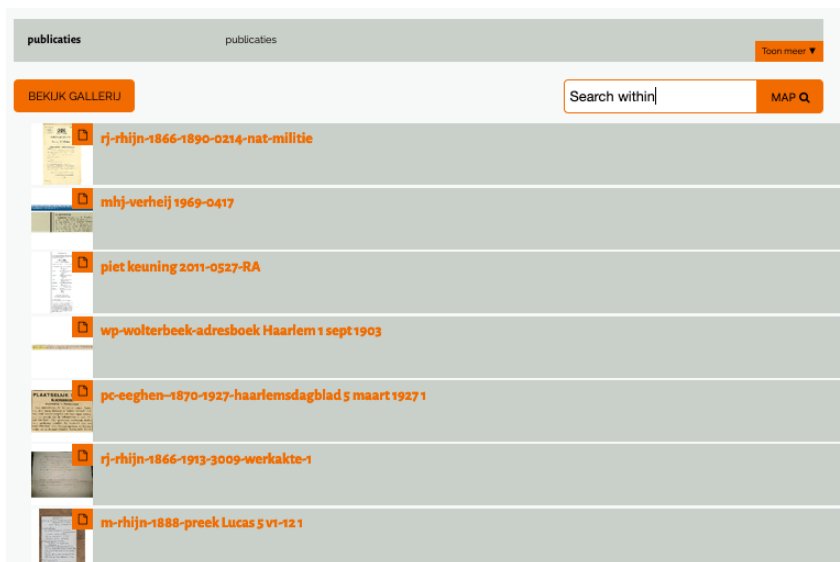 publicaties publicaties
Toon meer ▼
BEKIJK GALLERIJ
Search within
MAP
rj-rhijn-1866-1890-0214-nat-militie
mhj-verheij 1969-0417
piet keuning 2011-0527-RA
wp-wolterbeek-adresboek Haarlem 1 sept 1903
pc-eeghen–1870-1927-haarlemsdagblad 5 maart 1927 1
rj-rhijn-1866-1913-3009-werkakte-1
m-rhijn-1888-preek Lucas 5 v1-12 1